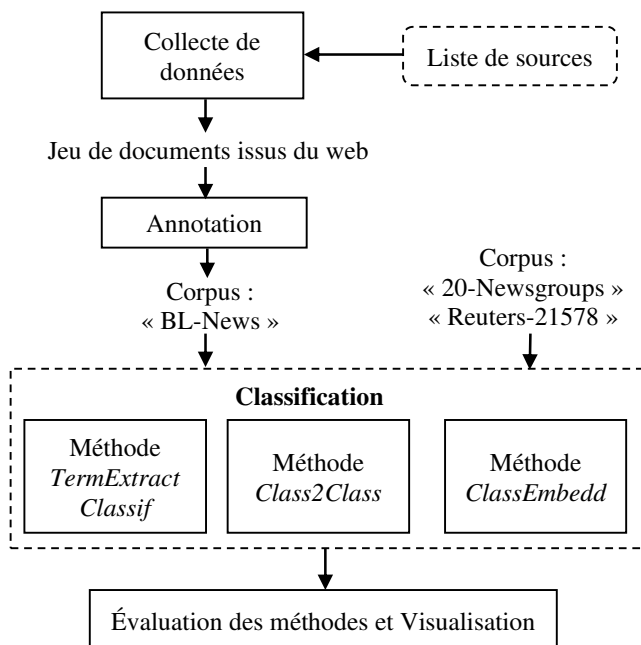 Collecte de
données
Liste de sources
Jeu de documents issus du web
Annotation
Corpus :
« BL-News »
Corpus :
« 20-Newsgroups »
« Reuters-21578 »
Classification
Méthode
TermExtract
Classif
Méthode
Class2Class
Méthode
ClassEmbedd
Évaluation des méthodes et Visualisation